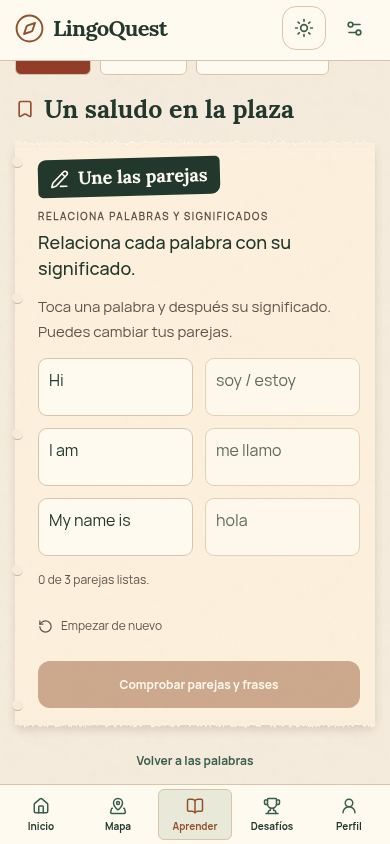 LingoQuest
Un saludo en la plaza
Une las parejas
RELACIONA PALABRAS Y SIGNIFICADOS
Relaciona cada palabra con su
significado.
Toca una palabra y después su significado.
Puedes cambiar tus parejas.
Hi
soy / estoy
I am
me llamo
My name is
hola
0 de 3 parejas listas.
Empezar de nuevo
Comprobar parejas y frases
Volver a las palabras
Inicio
Mapa
Aprender
Desafíos
Perfil